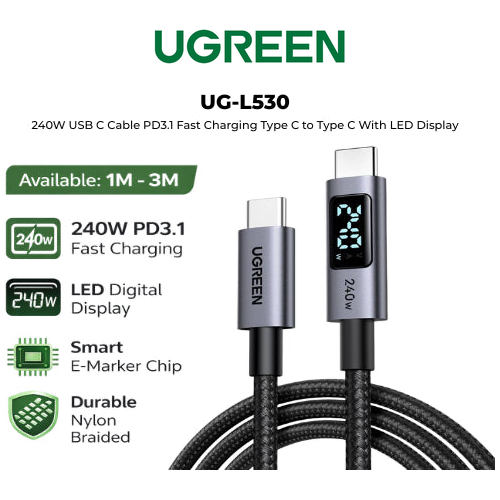 UGREEN
UG-L530
240W USB C Cable PD3.1 Fast Charging Type C to Type C With LED Display
Available: 1M - 3M
240w
240W PD3.1
Fast Charging
240w
LED Digital
Display
Smart
E-Marker Chip
Durable
Nylon
Braided
UGREEN
240
W
240w